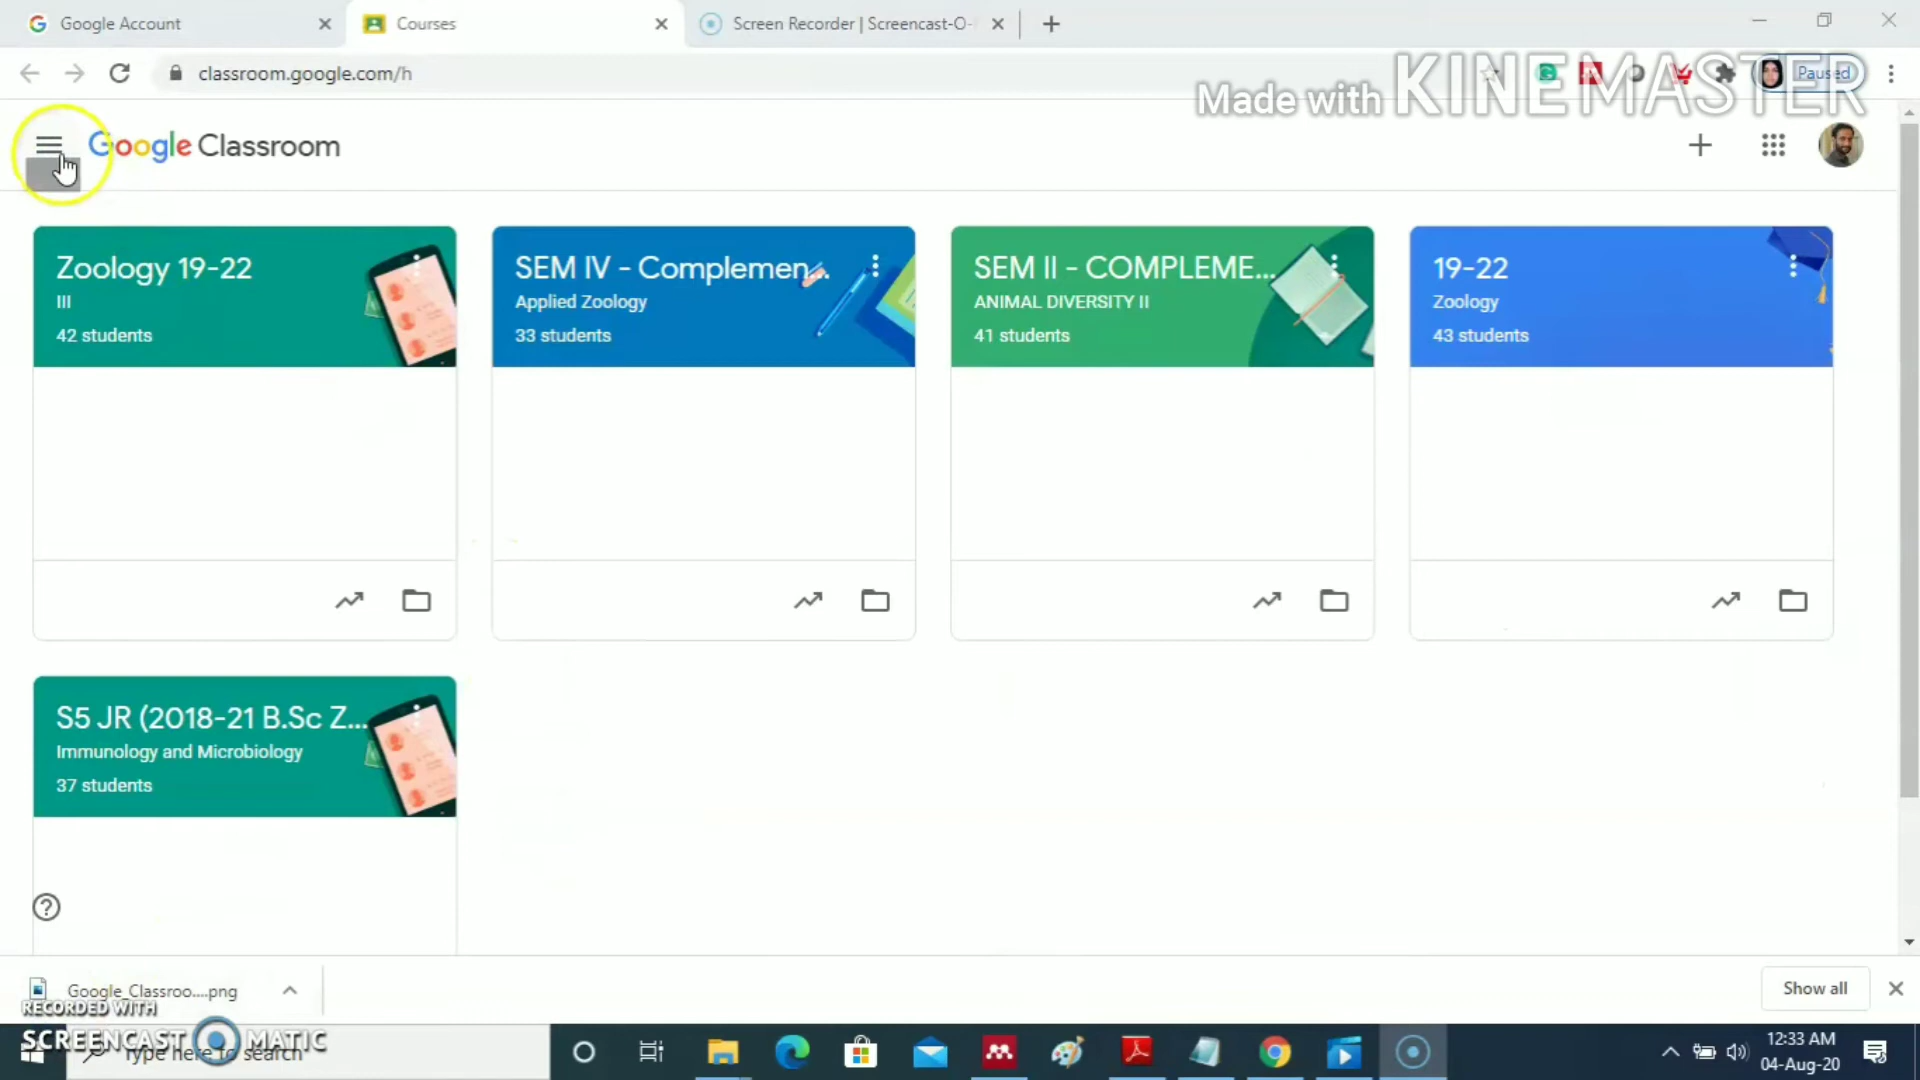 Google Account
Courses
Screen Recorder | Screencast-O-
classroom.google.com/h
Paused
Made with KINEMASTER
Google Classroom
Zoology 19-22
III
42 students
SEM IV - Complemen...
Applied Zoology
33 students
SEM II - COMPLEME...
ANIMAL DIVERSITY II
41 students
19-22
Zoology
43 students
S5 JR (2018-21 B.Sc Z...
Immunology and Microbiology
37 students
Google_Classroo....png
Show all
RECORDED WITH
SCREENCAST MATIC
Type here to search
12:33 AM
04-Aug-20